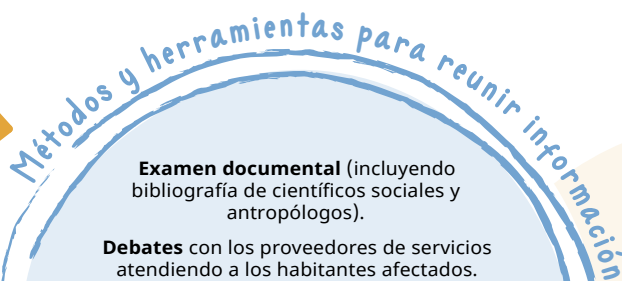 Métodos y herramientas para reunir información
Examen documental (incluyendo
bibliografía de científicos sociales y
antropólogos).
Debates con los proveedores de servicios
atendiendo a los habitantes afectados.